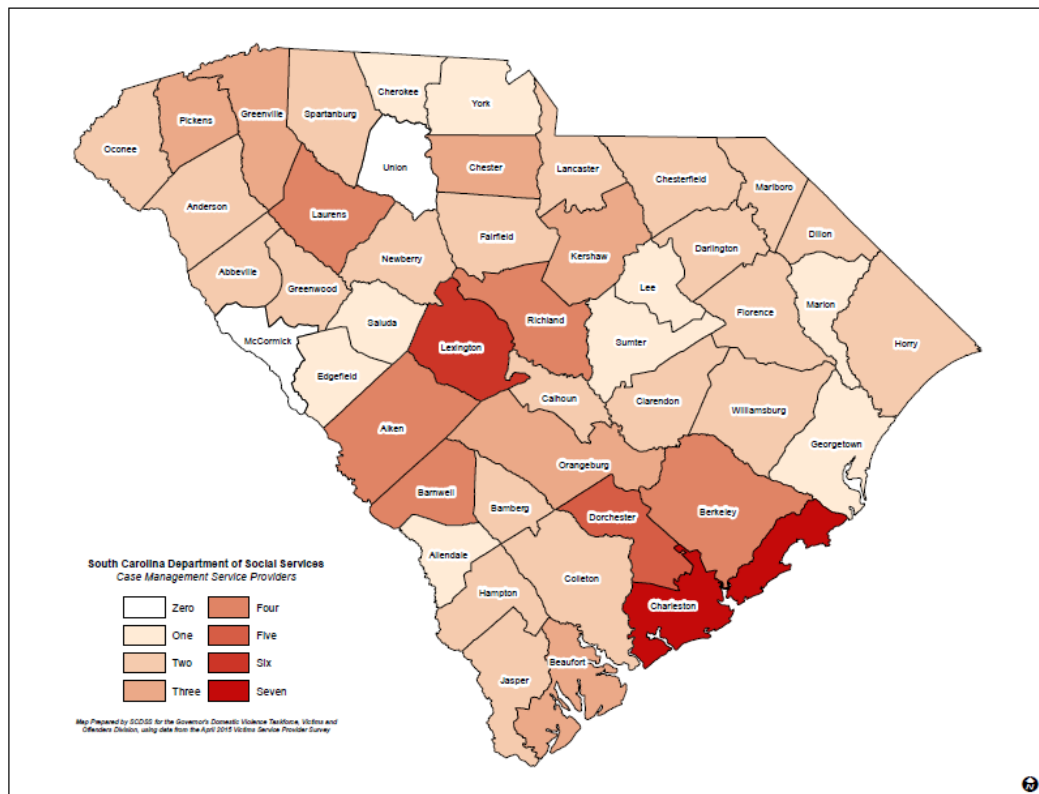 Cherokee
York
Spartanburg
Greenville
Pickens
Oconee
Union
Chester
Lancaster
Chesterfield
Marlboro
Anderson
Laurens
Dillon
Fairfield
Darlington
Newberry
Kershaw
Abbeville
Greenwood
Lee
Marion
Saluda
Richland
Florence
McCormick
Lexington
Sumter
Horry
Edgefield
Calhoun
Clarendon
Williamsburg
Aiken
Georgetown
Orangeburg
Barnwell
Bamberg
Dorchester
Berkeley
Allendale
Colleton
Hampton
Charleston
Beaufort
Jasper
South Carolina Department of Social Services
Case Management Service Providers
Zero
Four
One
Five
Two
Six
Three
Seven
Map Prepared by SCDSS for the Governor's Domestic Violence Taskforce, Victims and
Offenders Division, using data from the April 2015 Victims Service Provider Survey
N